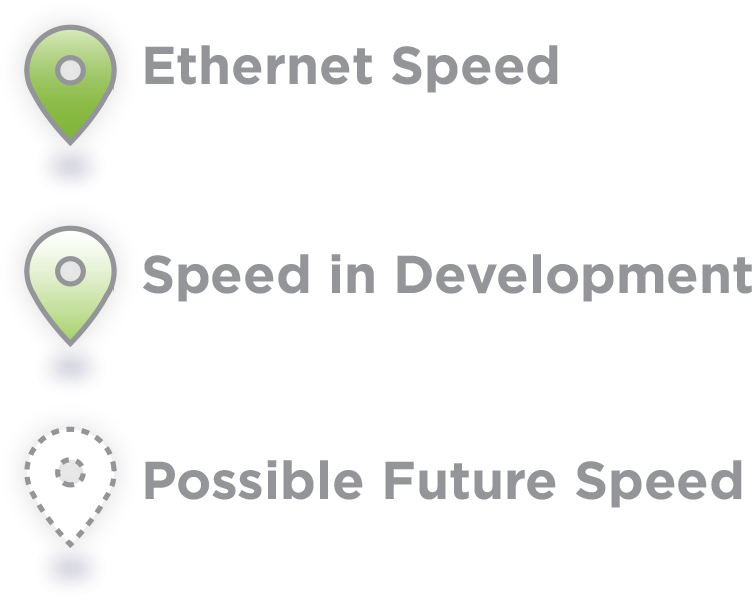 Ethernet Speed
Speed in Development
Possible Future Speed